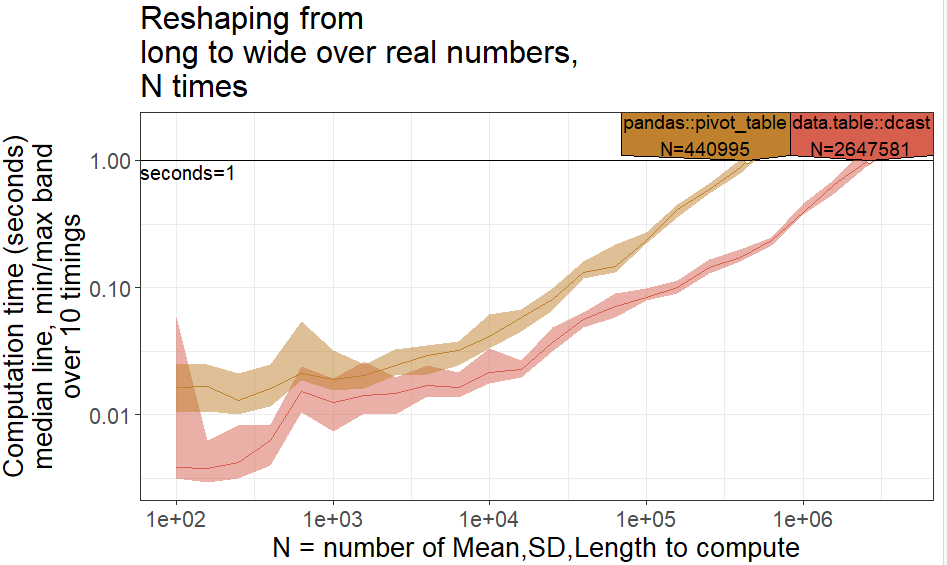 Reshaping from
long to wide over real numbers,
N times
pandas::pivot_table
N=440995
data.table::dcast
N=2647581
seconds=1
1.00
0.10
0.01
Computation time (seconds)
median line, min/max band
over 10 timings
1e+02
1e+03
1e+04
1e+05
1e+06
N = number of Mean,SD,Length to compute